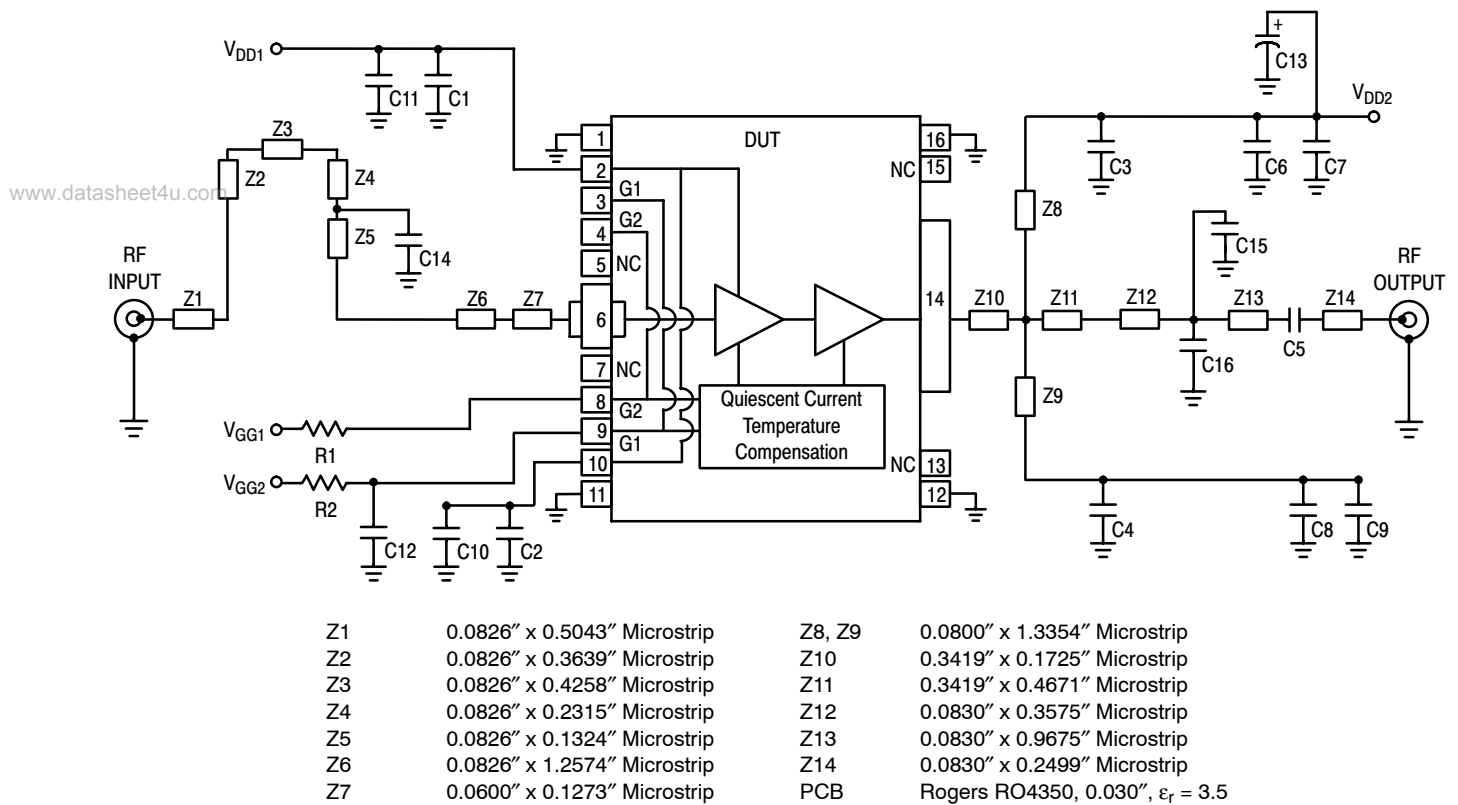 V_DD1
C11
C1
C13
+
V_DD2
Z3
Z2
Z4
www.datasheet4u.com
Z5
C14
RF
INPUT
Z1
Z6
Z7
DUT
1
2
G1
3
G2
4
5 NC
6
7 NC
8
G2
9
G1
10
11
16
NC 15
14
NC 13
12
Quiescent Current
Temperature
Compensation
V_GG1
R1
V_GG2
R2
C12
C10
C2
C3
C6
C7
Z8
C15
RF
OUTPUT
Z10
Z11
Z12
Z13
Z14
C5
C16
Z9
C4
C8
C9
Z1 0.0826″ x 0.5043″ Microstrip
Z2 0.0826″ x 0.3639″ Microstrip
Z3 0.0826″ x 0.4258″ Microstrip
Z4 0.0826″ x 0.2315″ Microstrip
Z5 0.0826″ x 0.1324″ Microstrip
Z6 0.0826″ x 1.2574″ Microstrip
Z7 0.0600″ x 0.1273″ Microstrip
Z8, Z9 0.0800″ x 1.3354″ Microstrip
Z10 0.3419″ x 0.1725″ Microstrip
Z11 0.3419″ x 0.4671″ Microstrip
Z12 0.0830″ x 0.3575″ Microstrip
Z13 0.0830″ x 0.9675″ Microstrip
Z14 0.0830″ x 0.2499″ Microstrip
PCB Rogers RO4350, 0.030″, εr = 3.5